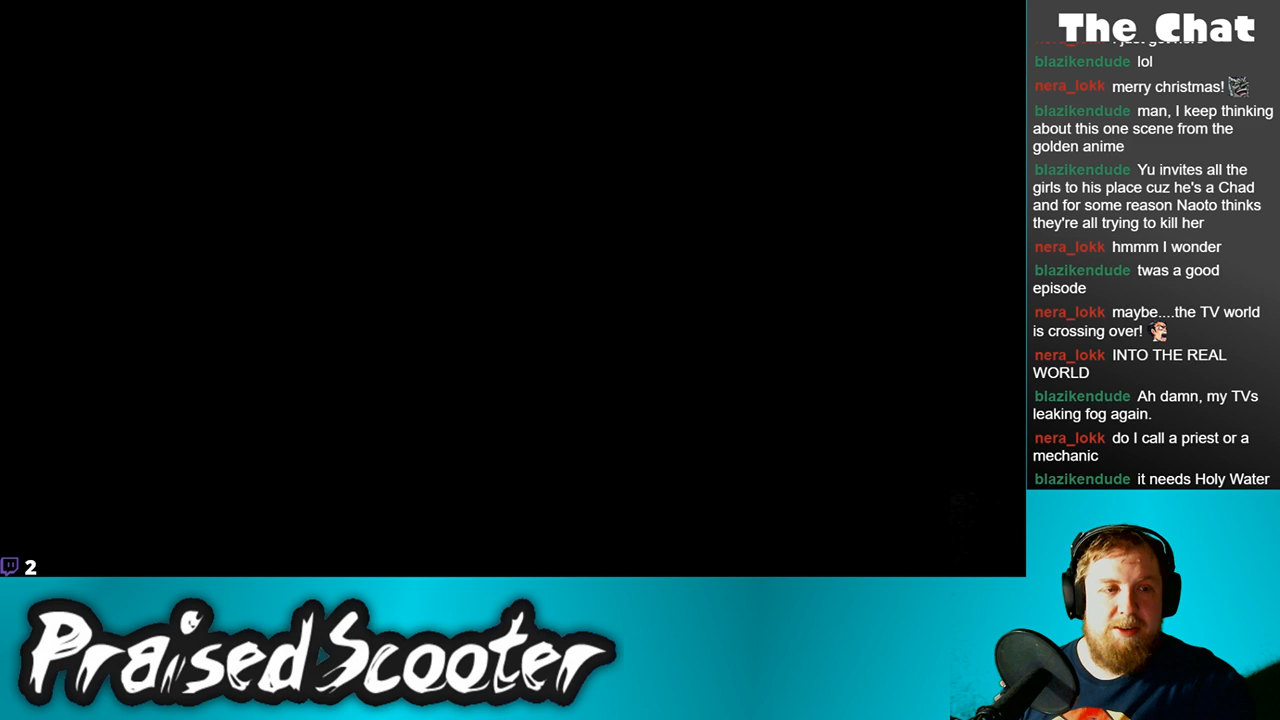 The Chat
blazikendude lol
nera_lokk merry christmas!
blazikendude man, I keep thinking
about this one scene from the
golden anime
blazikendude Yu invites all the
girls to his place cuz he's a Chad
and for some reason Naoto thinks
they're all trying to kill her
nera_lokk hmmm I wonder
blazikendude twas a good
episode
nera_lokk maybe....the TV world
is crossing over!
nera_lokk INTO THE REAL
WORLD
blazikendude Ah damn, my TVs
leaking fog again.
nera_lokk do I call a priest or a
mechanic
blazikendude it needs Holy Water
2
PraisedScooter